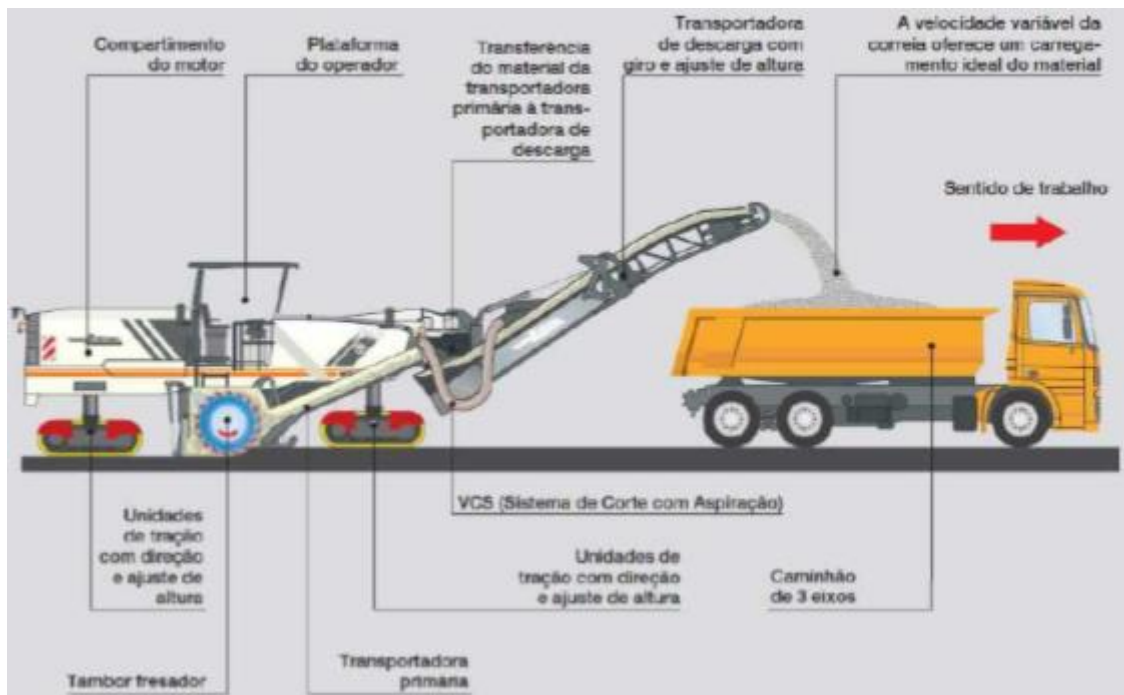 Compartimento
do motor
Plataforma
do operador
Transferência
do material da
transportadora
primária à trans-
portadora de
descarga
Transportadora
de descarga com
giro e ajuste de altura
A velocidade variável da
correia oferece um carrega-
mento ideal do material
Sentido de trabalho
VCS (Sistema de Corte com Aspiração)
Unidades
de tração
com direção
e ajuste de
altura
Unidades de
tração com direção
e ajuste de altura
Caminhão
de 3 eixos
Tambor fresador
Transportadora
primária